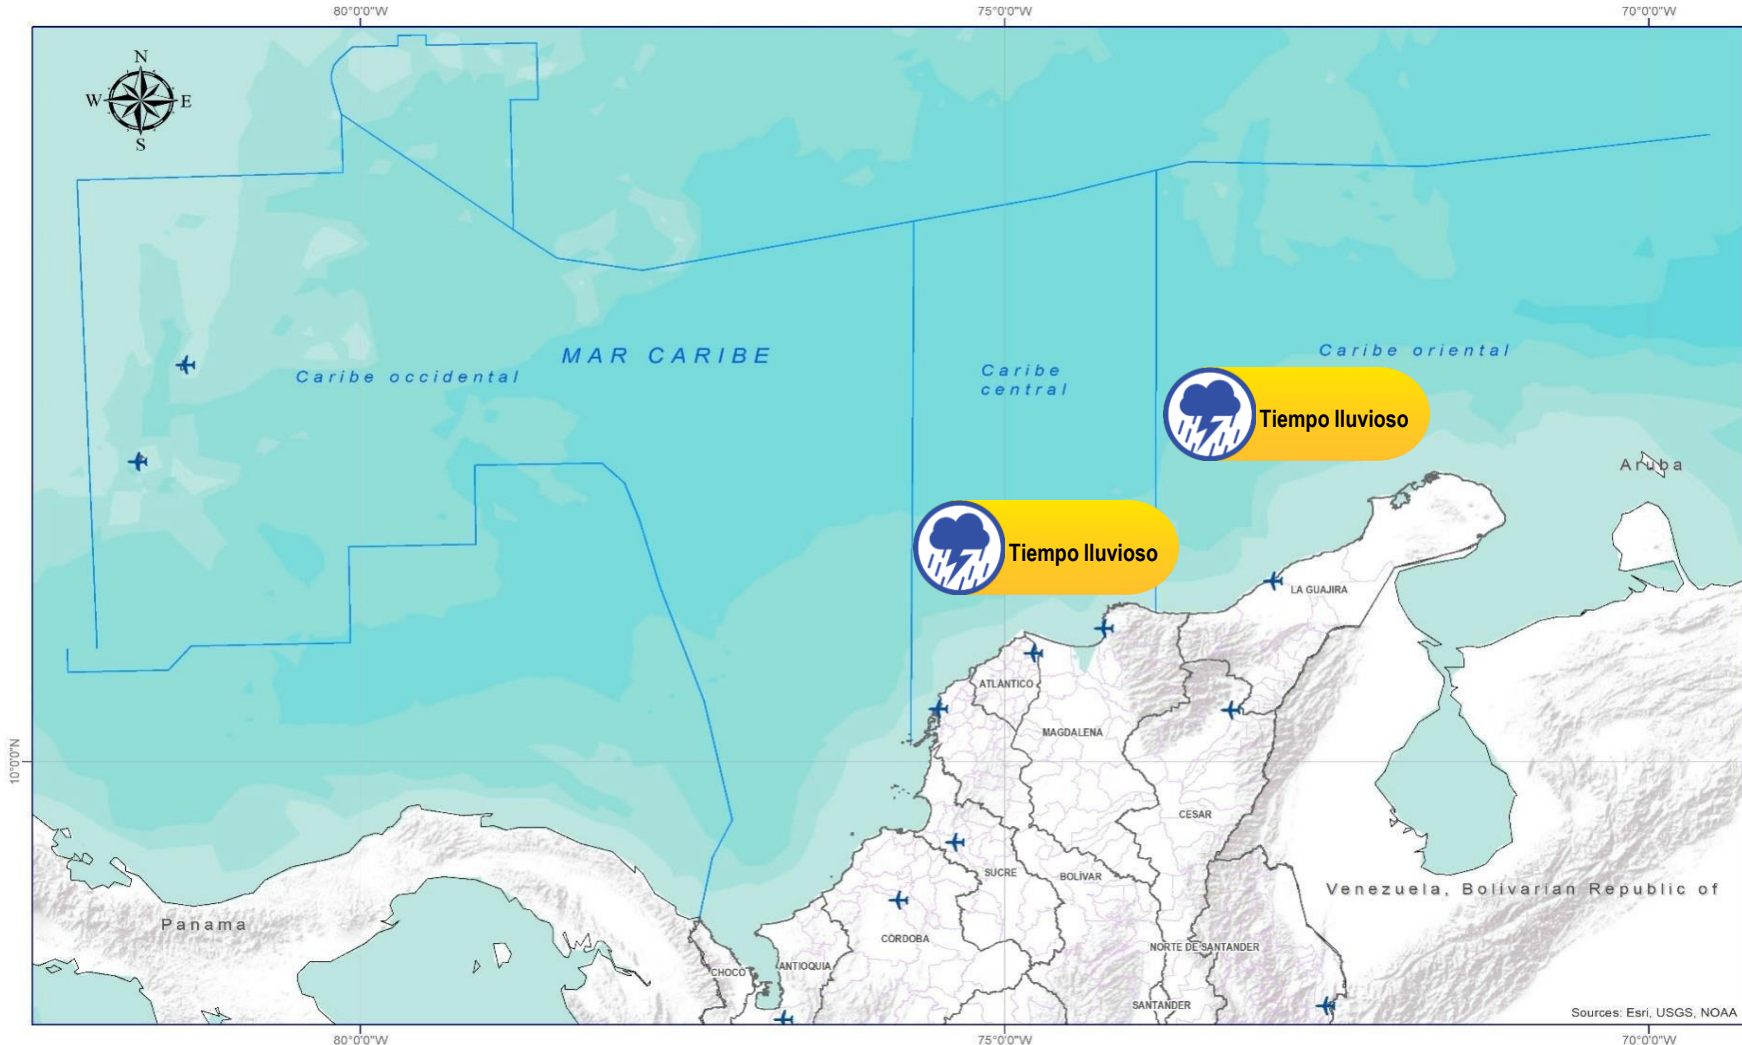 80°0'0"W
75°0'0"W
70°0'0"W
N
W
E
S
MAR CARIBE
Caribe occidental
Caribe
central
Caribe oriental
Tiempo lluvioso
Tiempo lluvioso
Aruba
LA GUAJIRA
ATLÁNTICO
MAGDALENA
10°0'0"N
CESAR
SUCRE
BOLÍVAR
Venezuela, Bolivarian Republic of
Panama
CÓRDOBA
NORTE DE SANTANDER
CHOCÓ
ANTIOQUIA
SANTANDER
Sources: Esri, USGS, NOAA
80°0'0"W
75°0'0"W
70°0'0"W